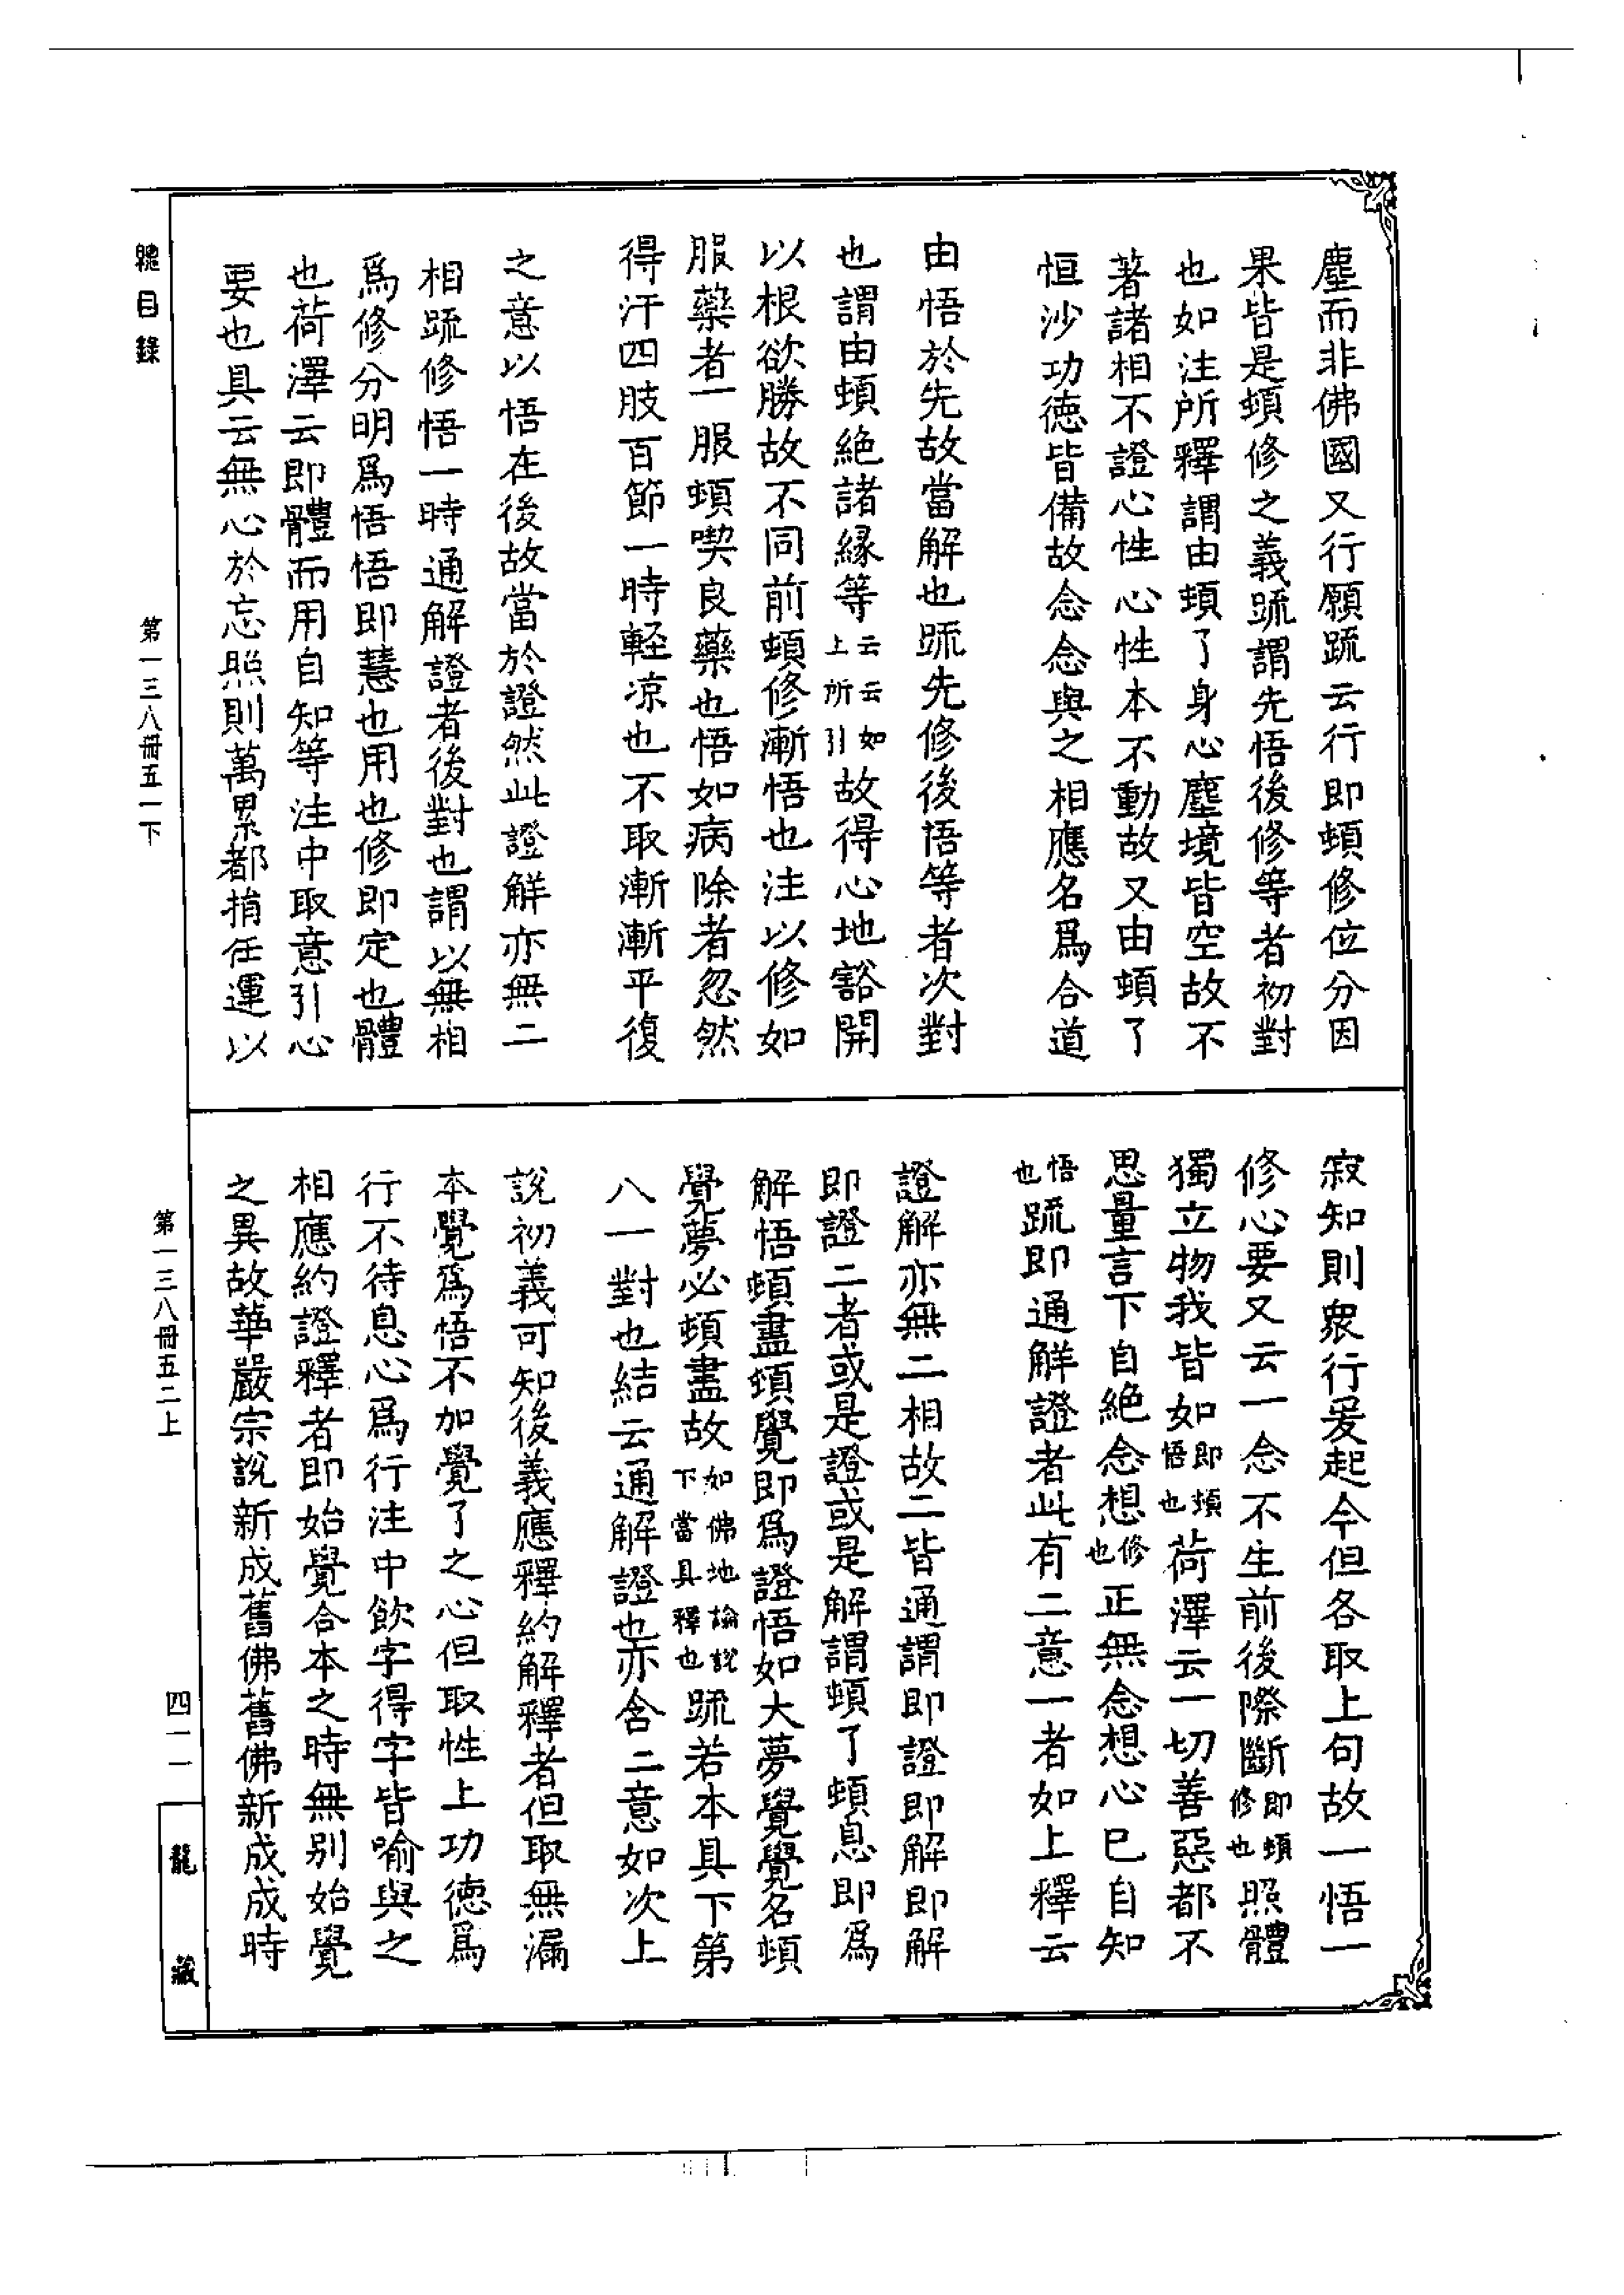 塵而非佛國又行願䟽云行即頓修位分因
果皆是頓修之義䟽謂先悟後修等者初對
也如注所釋謂由頓了身心塵境皆空故不
著諸相不證心性心性本不動故又由頓了
恒沙功德皆備故念念與之相應名爲合道
由悟於先故當解也䟽先修後悟等者次對
也謂由頓絶諸縁等云云如上所引故得心地豁開
以根欲勝故不同前頓修漸悟也注以修如
服藥者一服頓喫良藥也悟如病除者忽然
得汗四肢百節一時輕凉也不取漸漸平復
之意以悟在後故當於證然此證解亦無二
相䟽修悟一時通解證者後對也謂以無相
爲修分明爲悟悟即慧也用也修即定也體
也荷澤云即體而用自知等注中取意引心
要也具云無心於忘照則萬累都捐任運以
寂知則衆行爰起今但各取上句故一悟一
修心要又云一念不生前後際斷即頓修也照體
獨立物我皆如即頓悟也荷澤云一切善惡都不
思量言下自絶念想修也正無念想心已自知
悟也䟽即通解證者此有二意一者如上釋云
證解亦無二相故二皆通謂即證即解即解
即證二者或是證或是解謂頓了頓息即爲
解悟頓盡頓覺即爲證悟如大夢覺覺名頓
覺夢必頓盡故如佛地論說下當具釋也䟽若本具下第
八一對也結云通解證也亦含二意如次上
說初義可知後義應釋約解釋者但取無漏
本覺爲悟不加覺了之心但取性上功德爲
行不待息心爲行注中飲字得字皆喻與之
相應約證釋者即始覺合本之時無别始覺
之異故華嚴宗說新成舊佛舊佛新成成時
總目錄
第一三八冊五一下
第一三八冊五二上
四一一
龍藏